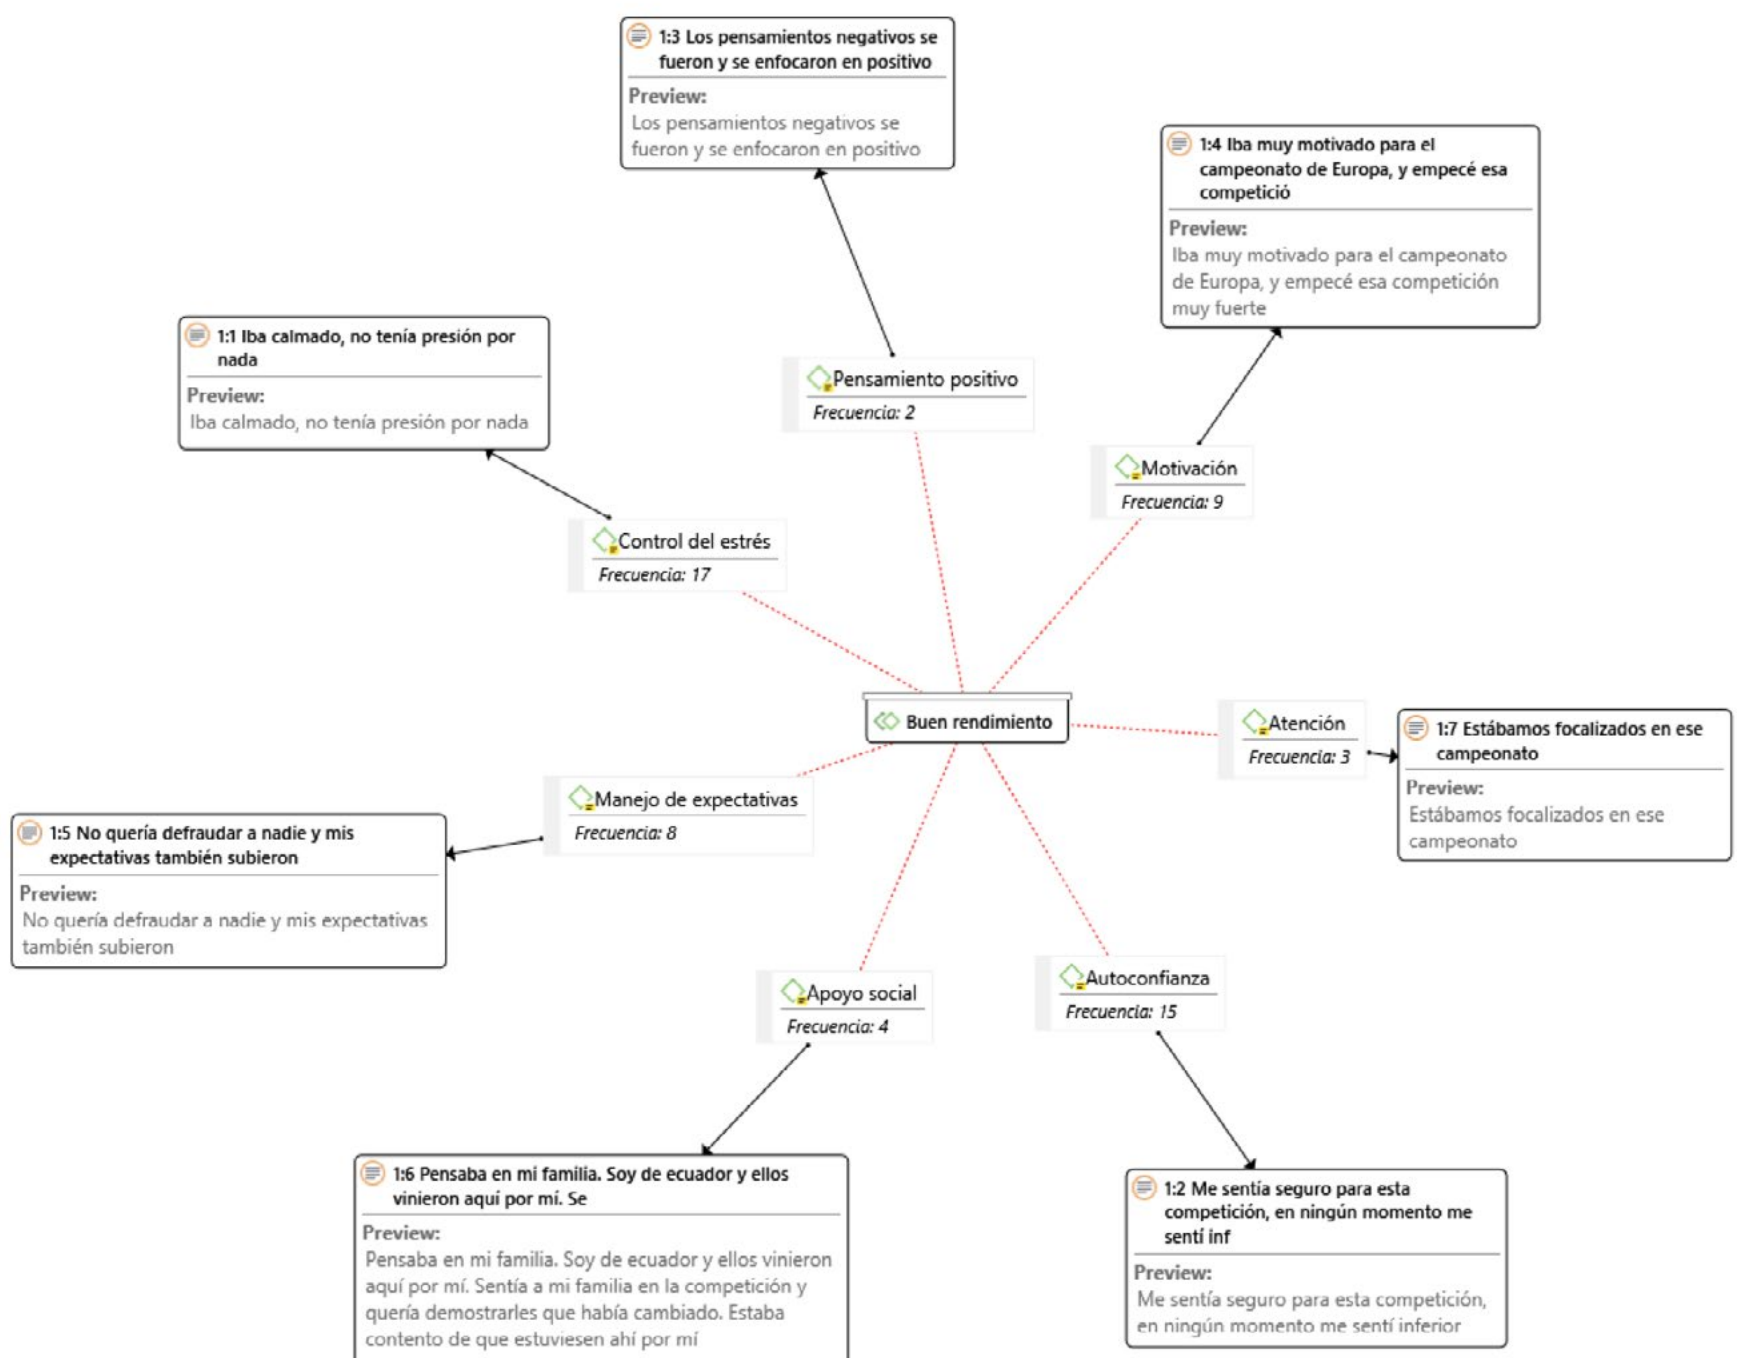 1:3 Los pensamientos negativos se
fueron y se enfocaron en positivo
Preview:
Los pensamientos negativos se
fueron y se enfocaron en positivo
1:4 Iba muy motivado para el
campeonato de Europa, y empecé esa
competició
Preview:
Iba muy motivado para el campeonato
de Europa, y empecé esa competición
muy fuerte
1:1 Iba calmado, no tenía presión por
nada
Preview:
Iba calmado, no tenía presión por nada
Pensamiento positivo
Frecuencia: 2
Motivación
Frecuencia: 9
Control del estrés
Frecuencia: 17
Buen rendimiento
Atención
Frecuencia: 3
1:7 Estábamos focalizados en ese
campeonato
Preview:
Estábamos focalizados en ese
campeonato
Manejo de expectativas
Frecuencia: 8
1:5 No quería defraudar a nadie y mis
expectativas también subieron
Preview:
No quería defraudar a nadie y mis expectativas
también subieron
Apoyo social
Frecuencia: 4
Autoconfianza
Frecuencia: 15
1:6 Pensaba en mi familia. Soy de ecuador y ellos
vinieron aquí por mí. Se
Preview:
Pensaba en mi familia. Soy de ecuador y ellos vinieron
aquí por mí. Sentía a mi familia en la competición y
quería demostrarles que había cambiado. Estaba
contento de que estuviesen ahí por mí
1:2 Me sentía seguro para esta
competición, en ningún momento me
sentí inf
Preview:
Me sentía seguro para esta competición,
en ningún momento me sentí inferior